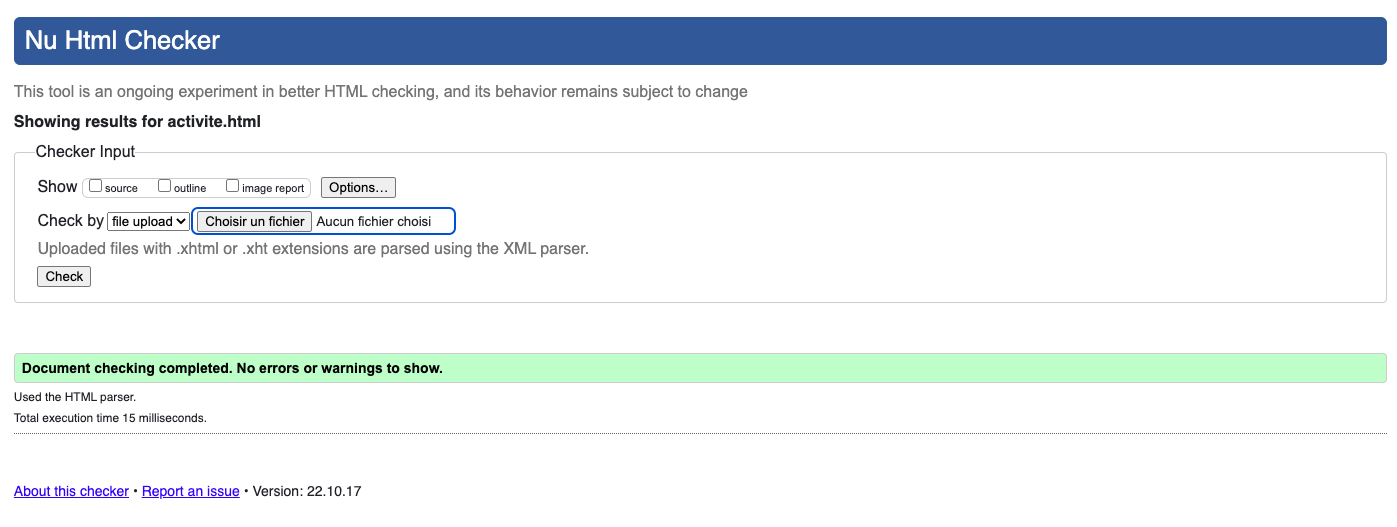 Nu Html Checker
This tool is an ongoing experiment in better HTML checking, and its behavior remains subject to change
Showing results for activite.html
Checker Input
Show source outline image report Options...
Check by file upload Choisir un fichier Aucun fichier choisi
Uploaded files with .xhtml or .xht extensions are parsed using the XML parser.
Check
Document checking completed. No errors or warnings to show.
Used the HTML parser.
Total execution time 15 milliseconds.
About this checker • Report an issue • Version: 22.10.17